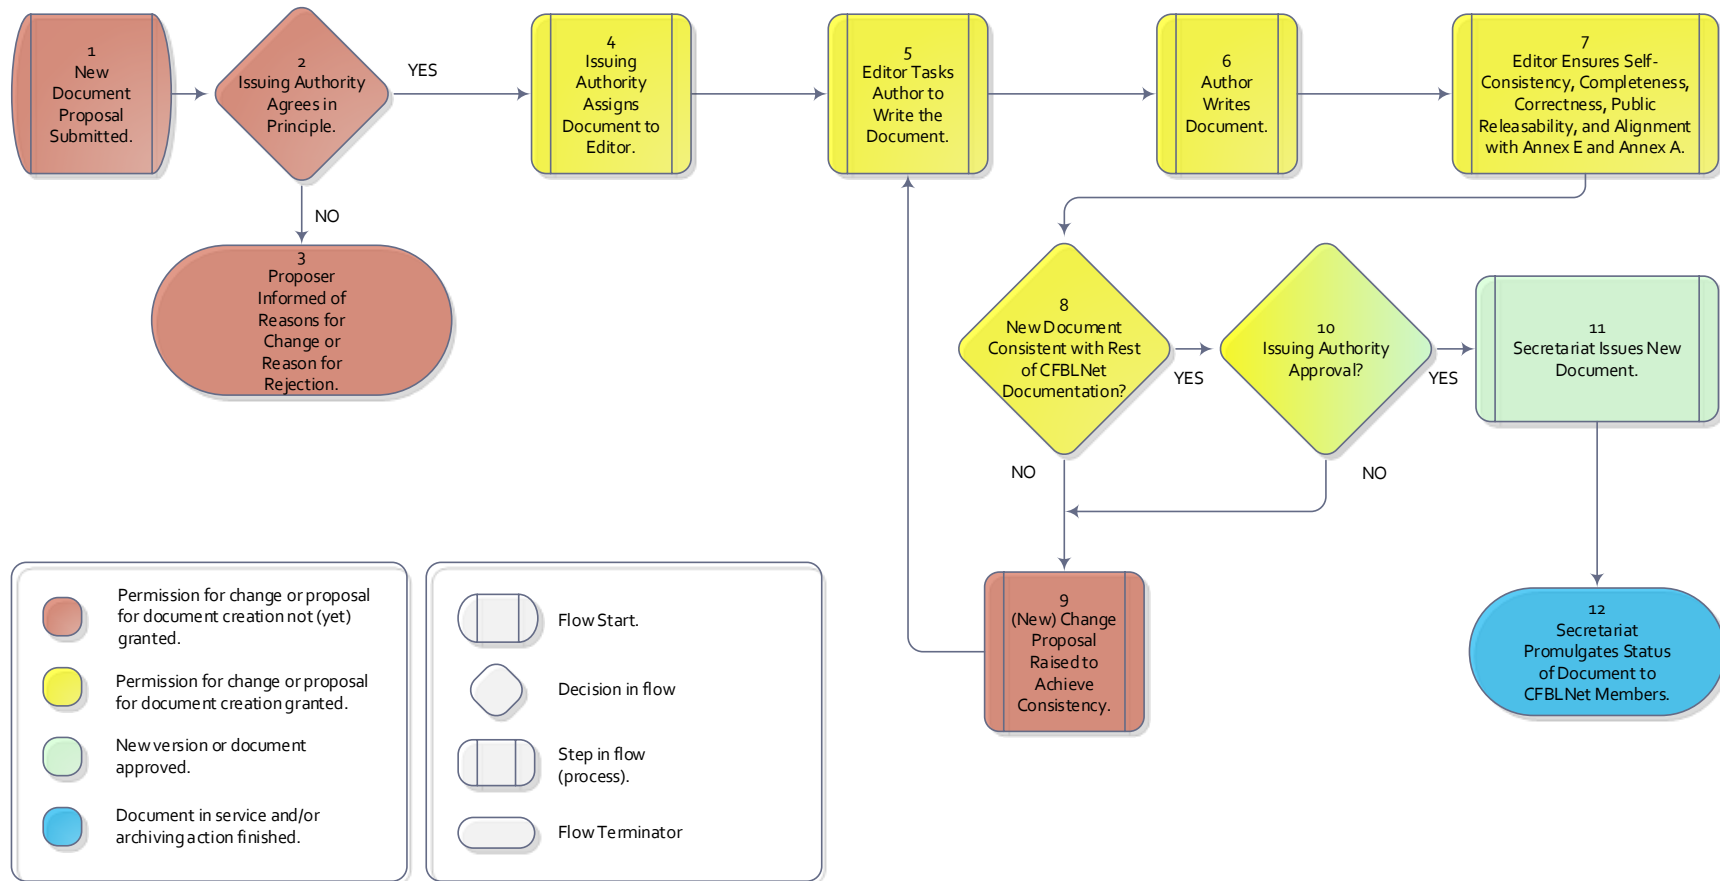 1
New
Document
Proposal
Submitted.
2
Issuing Authority
Agrees in
Principle.
YES
NO
3
Proposer
Informed of
Reasons for
Change or
Reason for
Rejection.
4
Issuing
Authority
Assigns
Document to
Editor.
5
Editor Tasks
Author to
Write the
Document.
6
Author
Writes
Document.
7
Editor Ensures Self-
Consistency, Completeness,
Correctness, Public
Releasability, and Alignment
with Annex E and Annex A.
8
New Document
Consistent with Rest
of CFBLNet
Documentation?
YES
NO
10
Issuing Authority
Approval?
YES
NO
11
Secretariat Issues New
Document.
9
(New) Change
Proposal
Raised to
Achieve
Consistency.
12
Secretariat
Promulgates Status
of Document to
CFBLNet Members.
Permission for change or proposal
for document creation not (yet)
granted.
Permission for change or proposal
for document creation granted.
New version or document
approved.
Document in service and/or
archiving action finished.
Flow Start.
Decision in flow
Step in flow
(process).
Flow Terminator